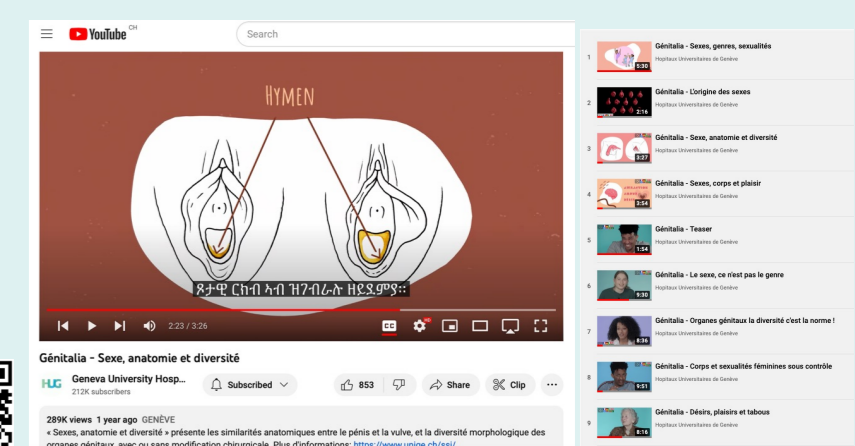 YouTube CH
Search
HYMEN
ጾታዊ ርክብ ኣብ ዝገብራሉ ዘይደምያ።
2:23 / 3:26
CC
Génitalia - Sexe, anatomie et diversité
HUG
Geneva University Hosp...
212K subscribers
Subscribed
853
Share
Clip
289K views 1 year ago GENÈVE
« Sexes, anatomie et diversité » présente les similarités anatomiques entre le pénis et la vulve, et la diversité morphologique des
organes génitaux, avec ou sans modification chirurgicale. Plus d'informations: https://www.unige.ch/ssi/
1
5:30
Génitalia - Sexes, genres, sexualités
Hopitaux Universitaires de Genève
2
2:16
Génitalia - L'origine des sexes
Hopitaux Universitaires de Genève
3
3:27
Génitalia - Sexe, anatomie et diversité
Hopitaux Universitaires de Genève
4
3:54
Génitalia - Sexes, corps et plaisir
Hopitaux Universitaires de Genève
5
1:54
Génitalia - Teaser
Hopitaux Universitaires de Genève
6
9:30
Génitalia - Le sexe, ce n'est pas le genre
Hopitaux Universitaires de Genève
7
8:36
Génitalia - Organes génitaux la diversité c'est la norme !
Hopitaux Universitaires de Genève
8
9:51
Génitalia - Corps et sexualités féminines sous contrôle
Hopitaux Universitaires de Genève
9
8:16
Génitalia - Désirs, plaisirs et tabous
Hopitaux Universitaires de Genève